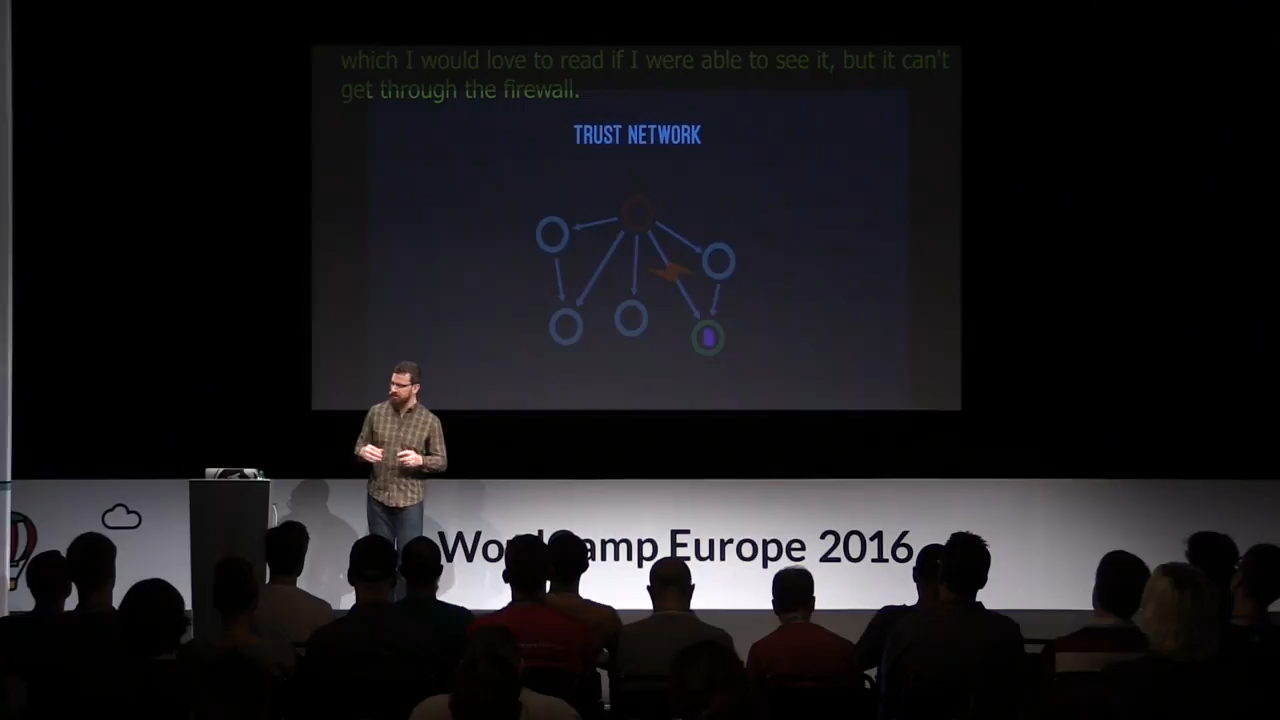 which I would love to read if I were able to see it, but it can't
get through the firewall.
TRUST NETWORK
WordCamp Europe 2016